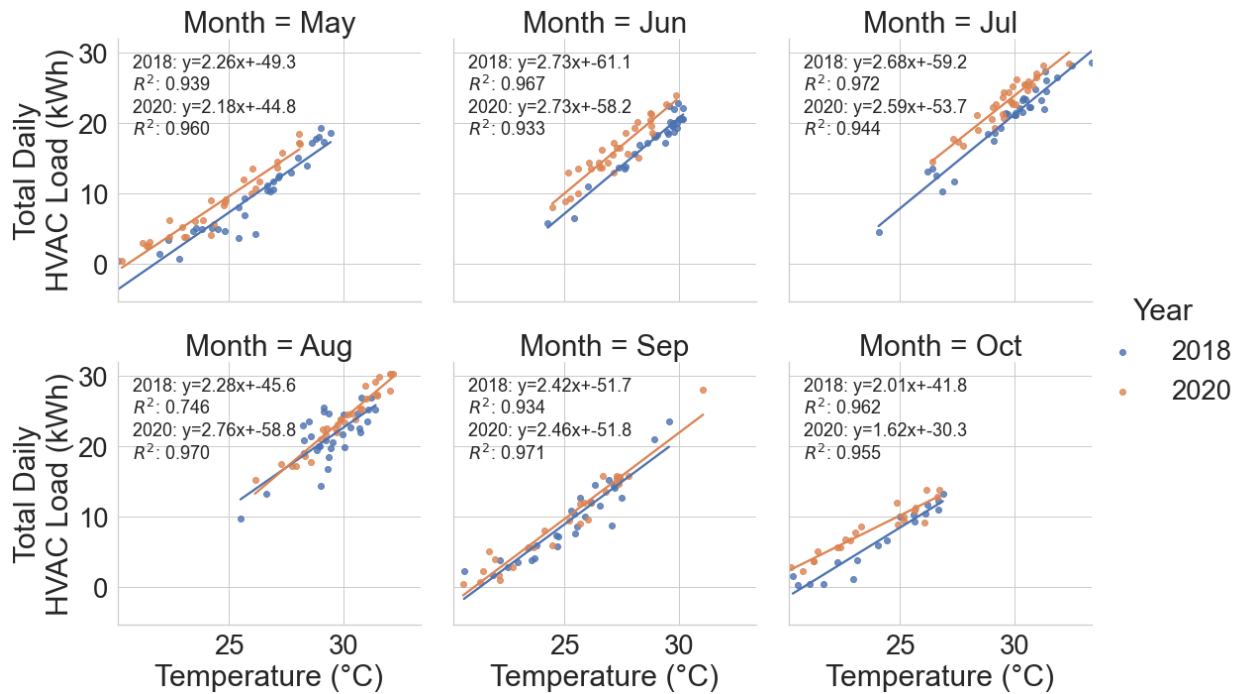 Month = May
Month = Jun
Month = Jul
Total Daily
HVAC Load (kWh)
30
20
10
0
2018: y=2.26x+-49.3
R²: 0.939
2020: y=2.18x+-44.8
R²: 0.960
2018: y=2.73x+-61.1
R²: 0.967
2020: y=2.73x+-58.2
R²: 0.933
2018: y=2.68x+-59.2
R²: 0.972
2020: y=2.59x+-53.7
R²: 0.944
Month = Aug
Month = Sep
Month = Oct
Total Daily
HVAC Load (kWh)
30
20
10
0
2018: y=2.28x+-45.6
R²: 0.746
2020: y=2.76x+-58.8
R²: 0.970
2018: y=2.42x+-51.7
R²: 0.934
2020: y=2.46x+-51.8
R²: 0.971
2018: y=2.01x+-41.8
R²: 0.962
2020: y=1.62x+-30.3
R²: 0.955
25 30
25 30
25 30
Temperature (°C)
Temperature (°C)
Temperature (°C)
Year
2018
2020